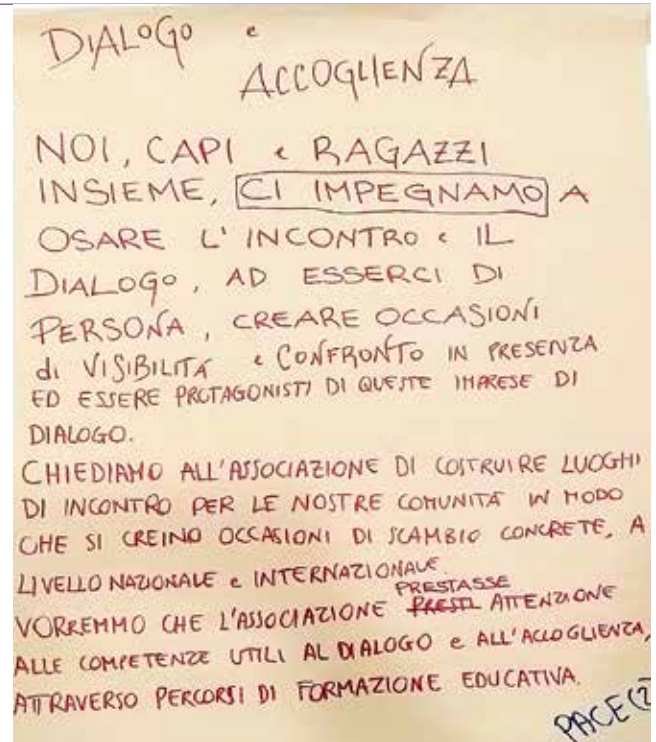 DIALOGO e
ACCOGLIENZA
NOI, CAPI e RAGAZZI
INSIEME, CI IMPEGNAMO A
OSARE L'INCONTRO e IL
DIALOGO, AD ESSERCI DI
PERSONA, CREARE OCCASIONI
di VISIBILITÀ e CONFRONTO IN PRESENZA
ED ESSERE PROTAGONISTI DI QUESTE IMPRESE DI
DIALOGO.
CHIEDIAMO ALL'ASSOCIAZIONE DI COSTRUIRE LUOGHI
DI INCONTRO PER LE NOSTRE COMUNITÀ IN MODO
CHE SI CREINO OCCASIONI DI SCAMBIO CONCRETE, A
LIVELLO NAZIONALE e INTERNAZIONALE.
VORREMMO CHE L'ASSOCIAZIONE PRESTASSE ATTENZIONE
ALLE COMPETENZE UTILI AL DIALOGO e ALL'ACCOGLIENZA,
ATTRAVERSO PERCORSI DI FORMAZIONE EDUCATIVA.
PACE (2